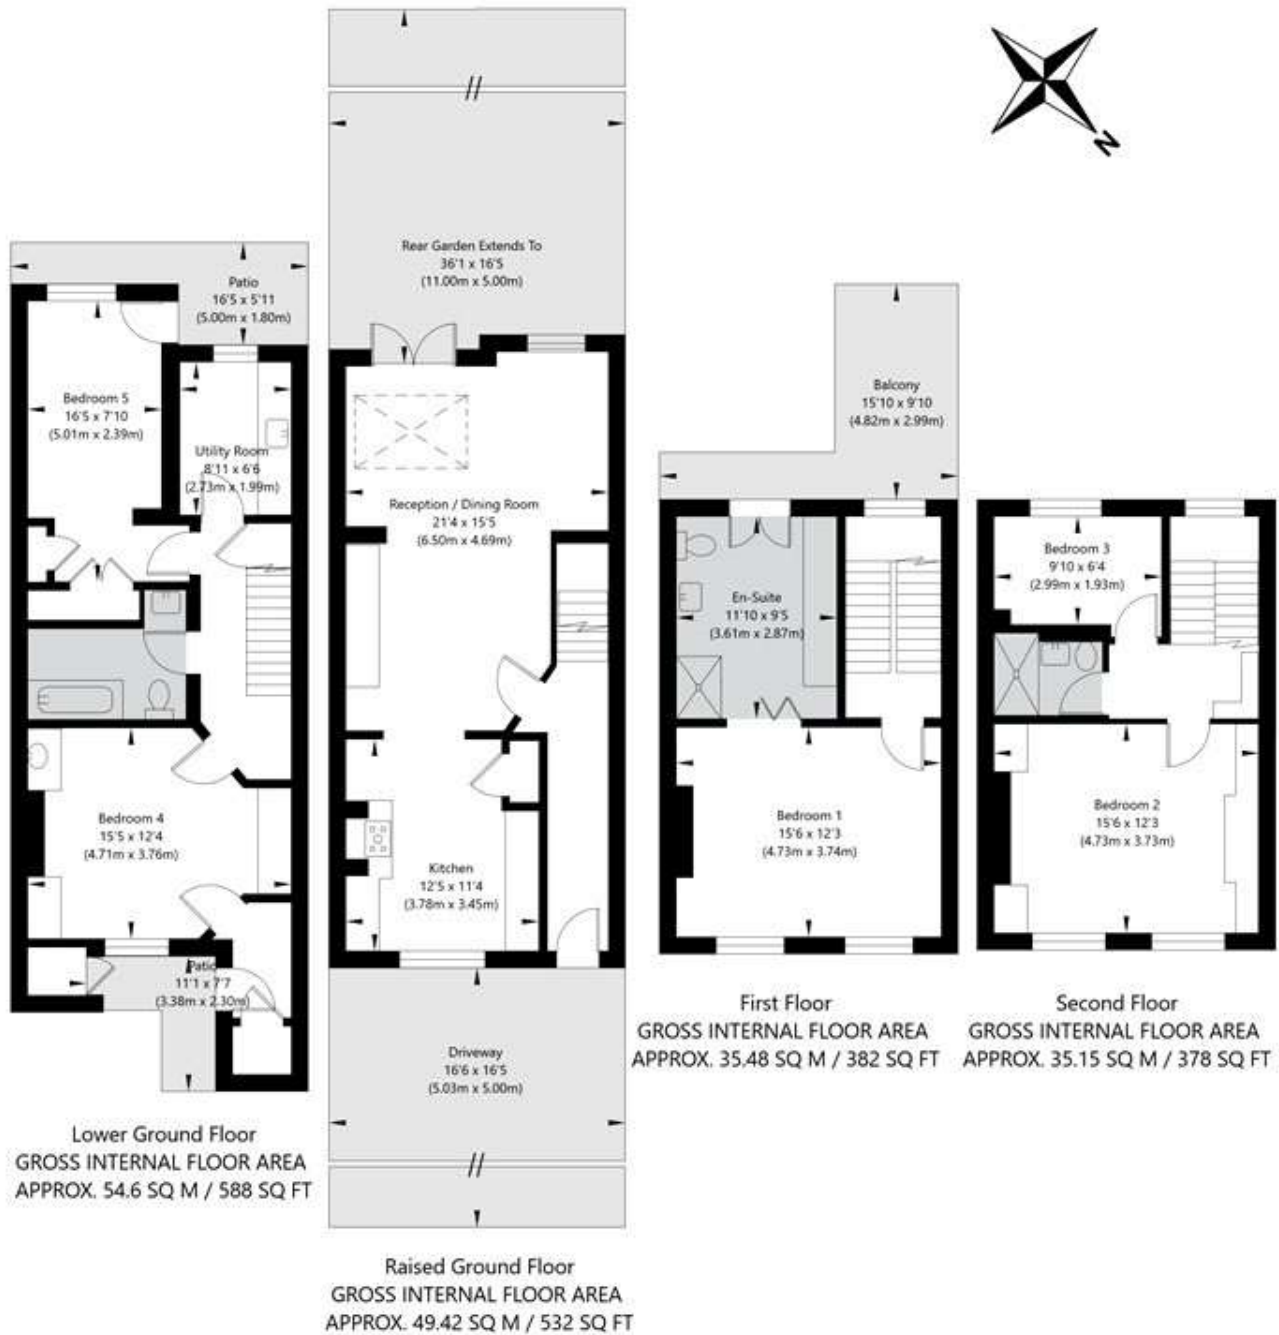 N
Rear Garden Extends To
36'1 x 16'5
(11.00m x 5.00m)
Patio
16'5 x 5'11
(5.00m x 1.80m)
Bedroom 5
16'5 x 7'10
(5.01m x 2.39m)
Utility Room
8'11 x 6'6
(2.73m x 1.99m)
Bedroom 4
15'5 x 12'4
(4.71m x 3.76m)
Patio
11'1 x 7'7
(3.38m x 2.30m)
Lower Ground Floor
GROSS INTERNAL FLOOR AREA
APPROX. 54.6 SQ M / 588 SQ FT
Reception / Dining Room
21'4 x 15'5
(6.50m x 4.69m)
Kitchen
12'5 x 11'4
(3.78m x 3.45m)
Driveway
16'6 x 16'5
(5.03m x 5.00m)
Raised Ground Floor
GROSS INTERNAL FLOOR AREA
APPROX. 49.42 SQ M / 532 SQ FT
Balcony
15'10 x 9'10
(4.82m x 2.99m)
En-Suite
11'10 x 9'5
(3.61m x 2.87m)
Bedroom 1
15'6 x 12'3
(4.73m x 3.74m)
First Floor
GROSS INTERNAL FLOOR AREA
APPROX. 35.48 SQ M / 382 SQ FT
Bedroom 3
9'10 x 6'4
(2.99m x 1.93m)
Bedroom 2
15'6 x 12'3
(4.73m x 3.73m)
Second Floor
GROSS INTERNAL FLOOR AREA
APPROX. 35.15 SQ M / 378 SQ FT